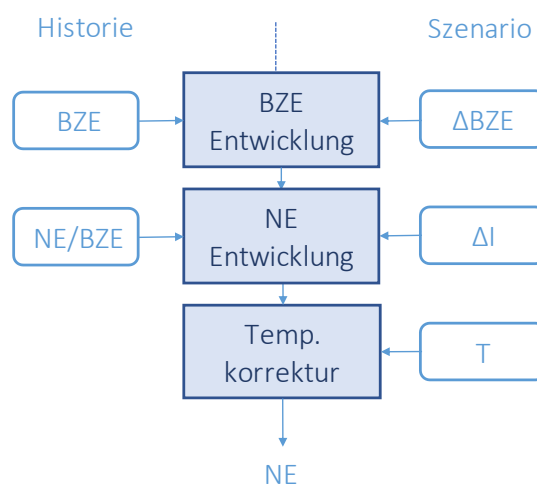 Historie
Szenario
BZE
BZE
Entwicklung
ΔBZE
NE/BZE
NE
Entwicklung
ΔI
Temp.
korrektur
T
NE